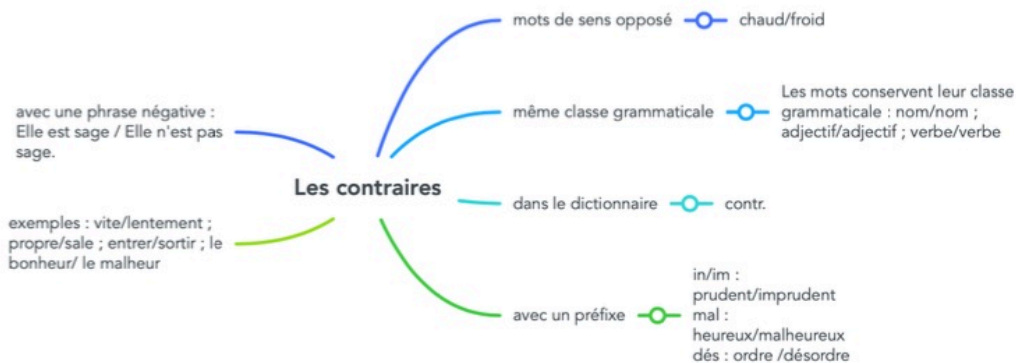 mots de sens opposé
chaud/froid
même classe grammaticale
Les mots conservent leur classe
grammaticale : nom/nom ;
adjectif/adjectif ; verbe/verbe
avec une phrase négative :
Elle est sage / Elle n'est pas
sage.
Les contraires
dans le dictionnaire
contr.
exemples : vite/lentement ;
propre/sale ; entrer/sortir ; le
bonheur/ le malheur
avec un préfixe
in/im :
prudent/imprudent
mal :
heureux/malheureux
dés : ordre /désordre